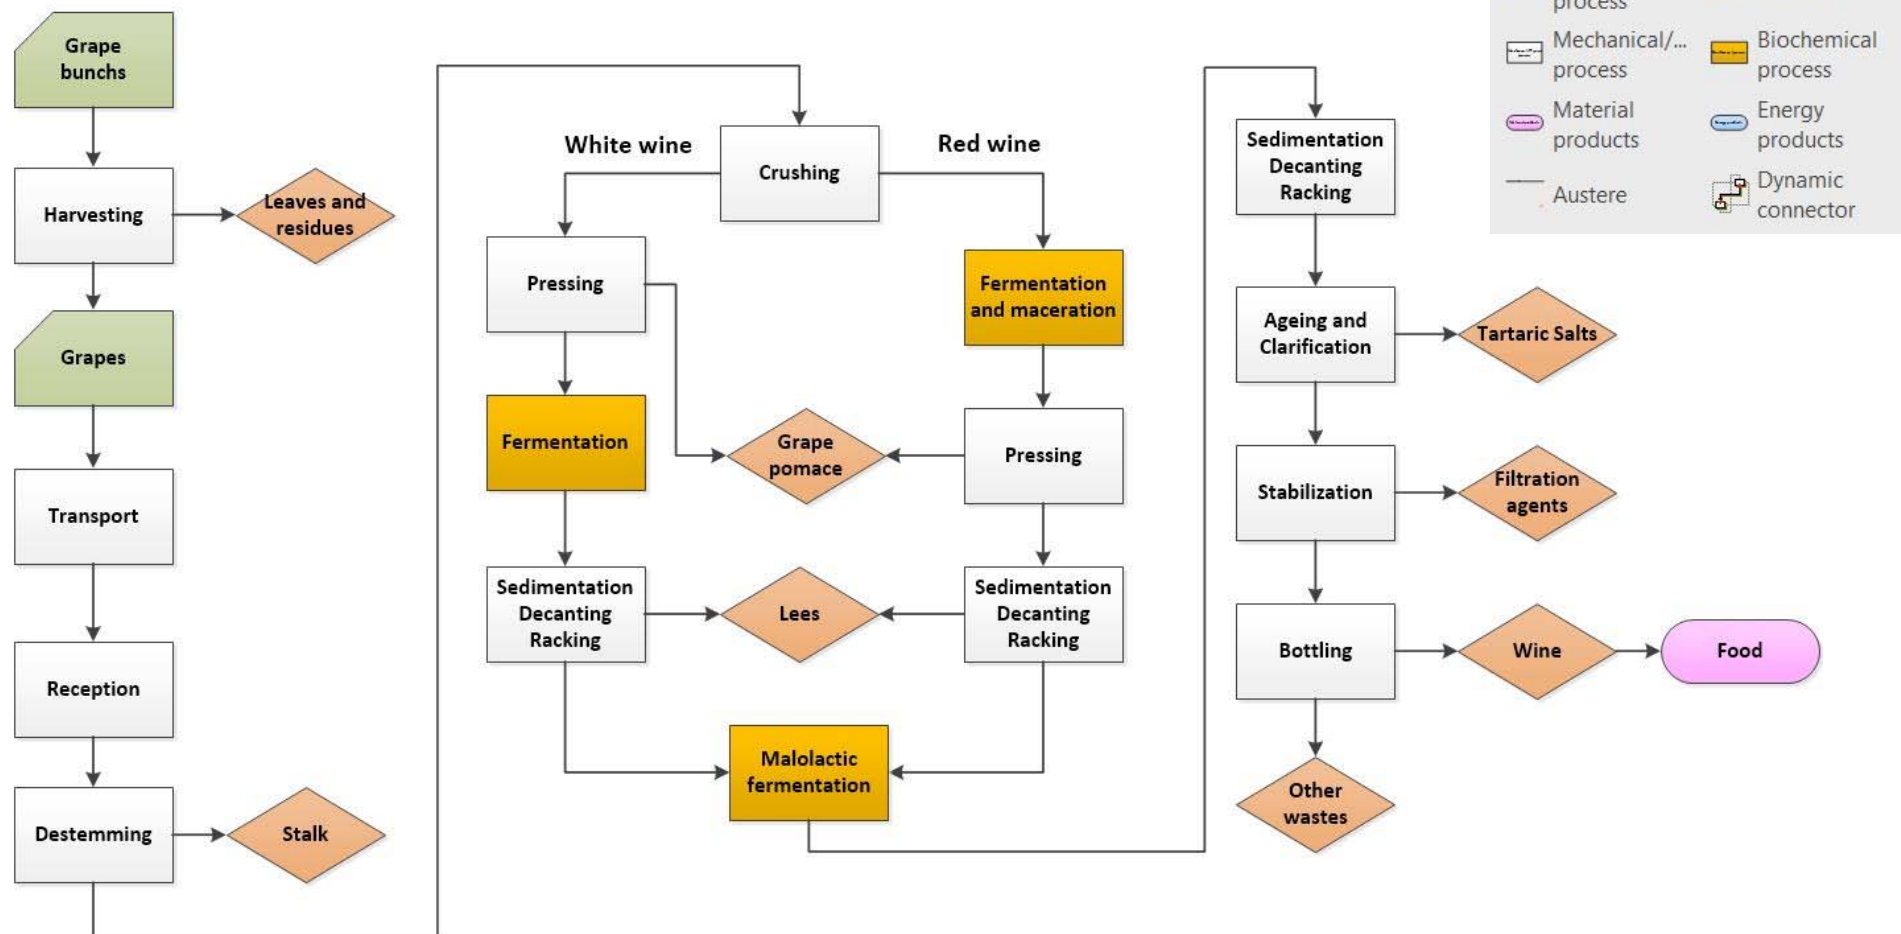 Grape
bunchs
Harvesting
Leaves and
residues
Grapes
Transport
Reception
Destemming
Stalk
White wine
Red wine
Crushing
Pressing
Fermentation
and maceration
Fermentation
Grape
pomace
Pressing
Sedimentation
Decanting
Racking
Lees
Sedimentation
Decanting
Racking
Malolactic
fermentation
Sedimentation
Decanting
Racking
Ageing and
Clarification
Tartaric Salts
Stabilization
Filtration
agents
Bottling
Wine
Food
Other
wastes
process
Mechanical/...
process
Biochemical
process
Material
products
Energy
products
Austere
Dynamic
connector